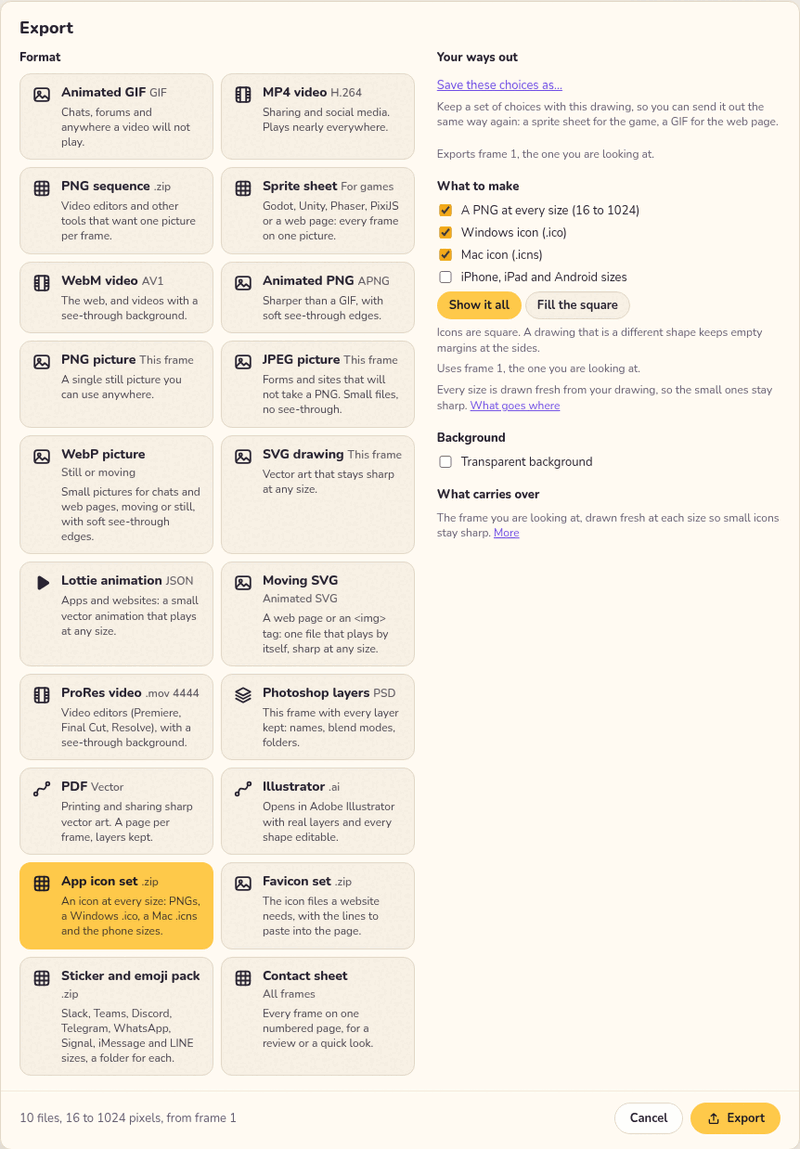 Export
Format
Animated GIF GIF
Chats, forums and
anywhere a video will not
play.
MP4 video H.264
Sharing and social media.
Plays nearly everywhere.
PNG sequence .zip
Video editors and other
tools that want one picture
per frame.
Sprite sheet For games
Godot, Unity, Phaser, PixiJS
or a web page: every frame
on one picture.
WebM video AV1
The web, and videos with a
see-through background.
Animated PNG APNG
Sharper than a GIF, with
soft see-through edges.
PNG picture This frame
A single still picture you
can use anywhere.
JPEG picture This frame
Forms and sites that will
not take a PNG. Small files,
no see-through.
WebP picture
Still or moving
Small pictures for chats and
web pages, moving or still,
with soft see-through
edges.
SVG drawing This frame
Vector art that stays sharp
at any size.
Lottie animation JSON
Apps and websites: a small
vector animation that plays
at any size.
Moving SVG
Animated SVG
A web page or an <img>
tag: one file that plays by
itself, sharp at any size.
ProRes video .mov 4444
Video editors (Premiere,
Final Cut, Resolve), with a
see-through background.
Photoshop layers PSD
This frame with every layer
kept: names, blend modes,
folders.
PDF Vector
Printing and sharing sharp
vector art. A page per
frame, layers kept.
Illustrator .ai
Opens in Adobe Illustrator
with real layers and every
shape editable.
App icon set .zip
An icon at every size: PNGs,
a Windows .ico, a Mac .icns
and the phone sizes.
Favicon set .zip
The icon files a website
needs, with the lines to
paste into the page.
Sticker and emoji pack
.zip
Slack, Teams, Discord,
Telegram, WhatsApp,
Signal, iMessage and LINE
sizes, a folder for each.
Contact sheet
All frames
Every frame on one
numbered page, for a
review or a quick look.
Your ways out
Save these choices as...
Keep a set of choices with this drawing, so you can send it out the
same way again: a sprite sheet for the game, a GIF for the web page.
Exports frame 1, the one you are looking at.
What to make
A PNG at every size (16 to 1024)
Windows icon (.ico)
Mac icon (.icns)
iPhone, iPad and Android sizes
Show it all
Fill the square
Icons are square. A drawing that is a different shape keeps empty
margins at the sides.
Uses frame 1, the one you are looking at.
Every size is drawn fresh from your drawing, so the small ones stay
sharp. What goes where
Background
Transparent background
What carries over
The frame you are looking at, drawn fresh at each size so small icons
stay sharp. More
10 files, 16 to 1024 pixels, from frame 1
Cancel
Export